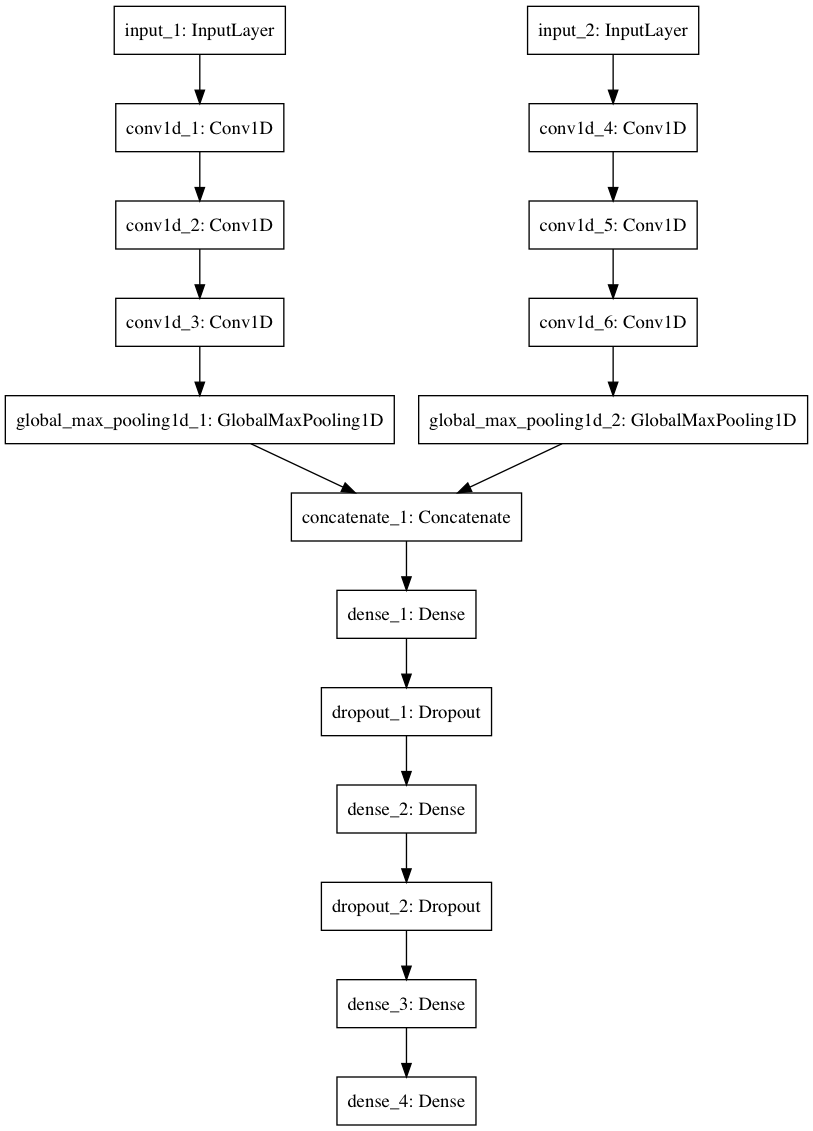 input_1: InputLayer
input_2: InputLayer
conv1d_1: Conv1D
conv1d_4: Conv1D
conv1d_2: Conv1D
conv1d_5: Conv1D
conv1d_3: Conv1D
conv1d_6: Conv1D
global_max_pooling1d_1: GlobalMaxPooling1D
global_max_pooling1d_2: GlobalMaxPooling1D
concatenate_1: Concatenate
dense_1: Dense
dropout_1: Dropout
dense_2: Dense
dropout_2: Dropout
dense_3: Dense
dense_4: Dense